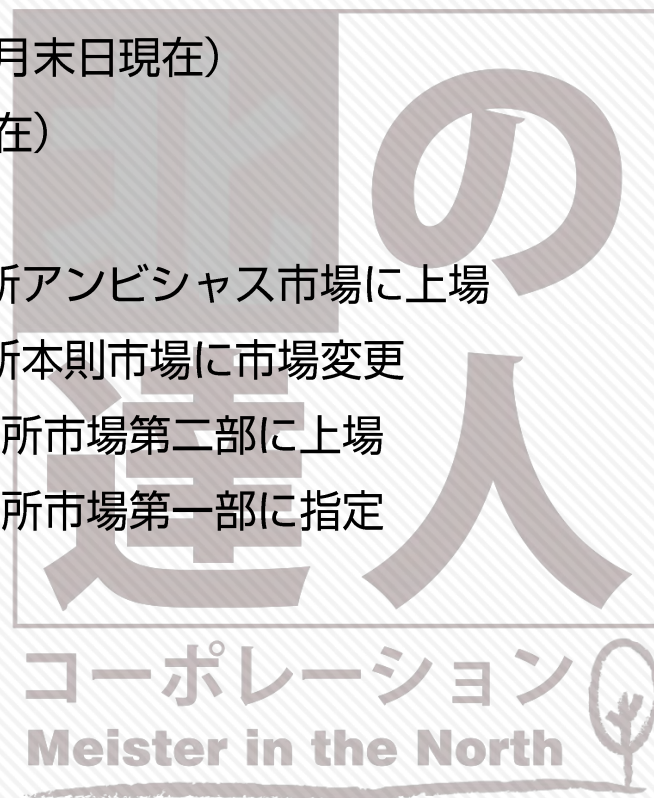 月末日現在）
在）
所アンビシャス市場に上場
所本則市場に市場変更
所市場第二部に上場
所市場第一部に指定
の
達人
コーポレーション
Meister in the North